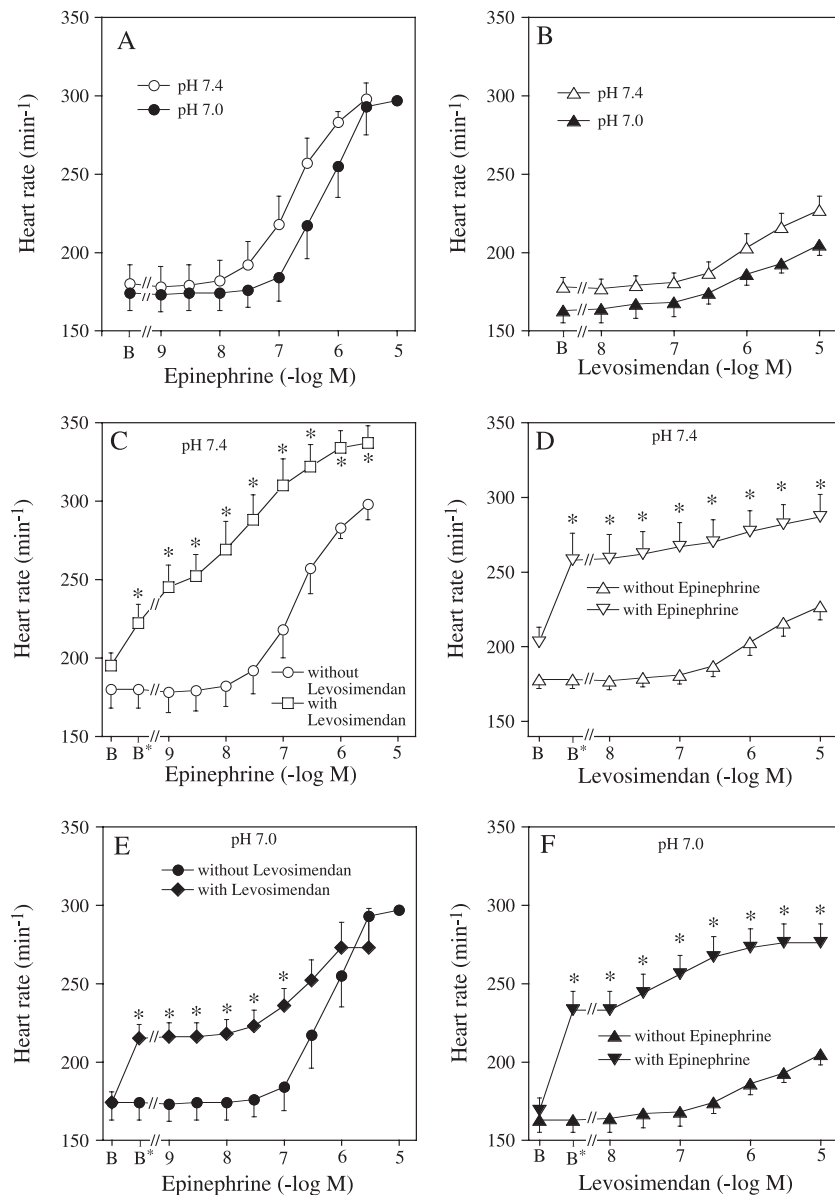 A
pH 7.4
pH 7.0
Heart rate (min-1)
350
300
250
200
150
B // 9 8 7 6 5
Epinephrine (-log M)
B
pH 7.4
pH 7.0
Heart rate (min-1)
350
300
250
200
150
B // 8 7 6 5
Levosimendan (-log M)
C
pH 7.4
* * * * * * * * *
without
Levosimendan
with
Levosimendan
Heart rate (min-1)
350
300
250
200
150
B B* // 9 8 7 6 5
Epinephrine (-log M)
D
pH 7.4
* * * * * * * *
without Epinephrine
with Epinephrine
Heart rate (min-1)
350
300
250
200
150
B B* // 8 7 6 5
Levosimendan (-log M)
E
pH 7.0
without Levosimendan
with Levosimendan
* * * * * *
Heart rate (min-1)
350
300
250
200
150
B B* // 9 8 7 6 5
Epinephrine (-log M)
F
pH 7.0
* * * * * * * *
without Epinephrine
with Epinephrine
Heart rate (min-1)
350
300
250
200
150
B B* // 8 7 6 5
Levosimendan (-log M)